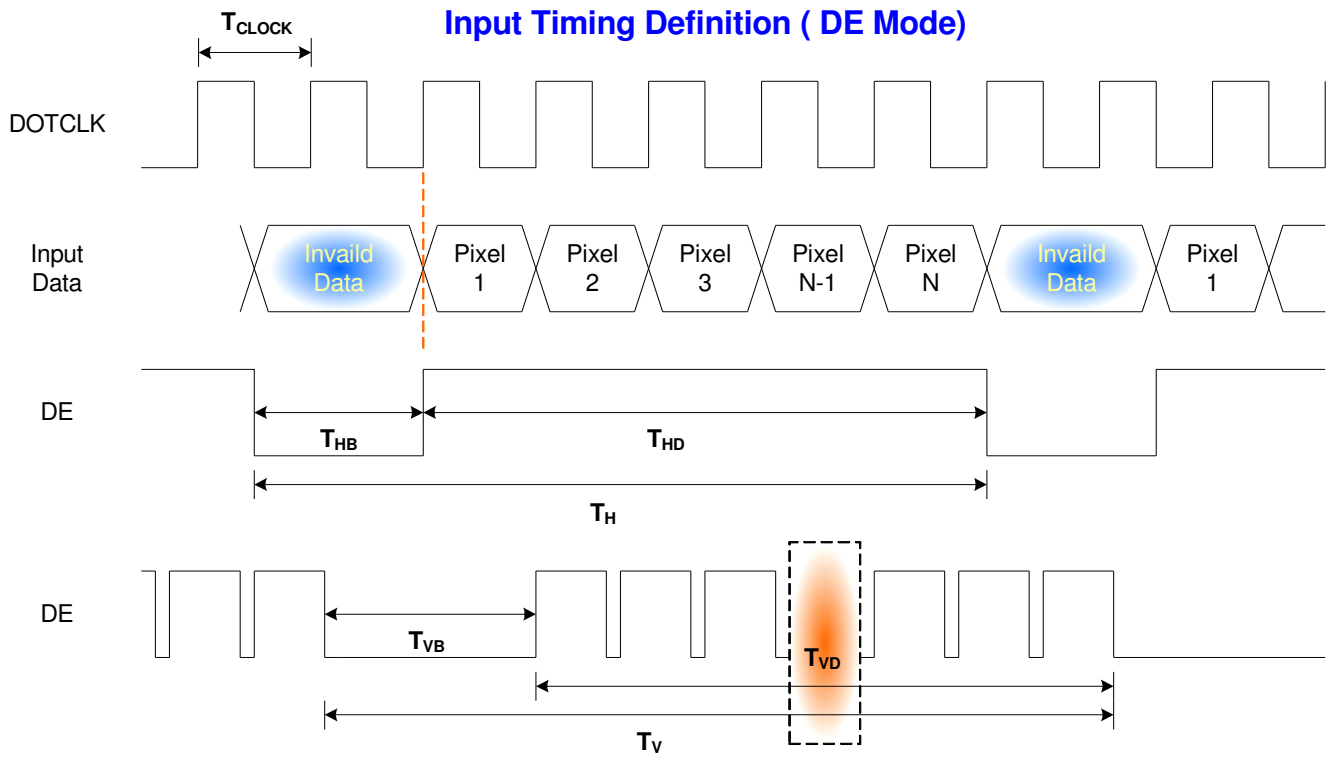 Input Timing Definition ( DE Mode)
TCLOCK
DOTCLK
Input
Data
Invaild
Data
Pixel
1
Pixel
2
Pixel
3
Pixel
N-1
Pixel
N
Invaild
Data
Pixel
1
DE
THB
THD
TH
DE
TVB
TVD
TV